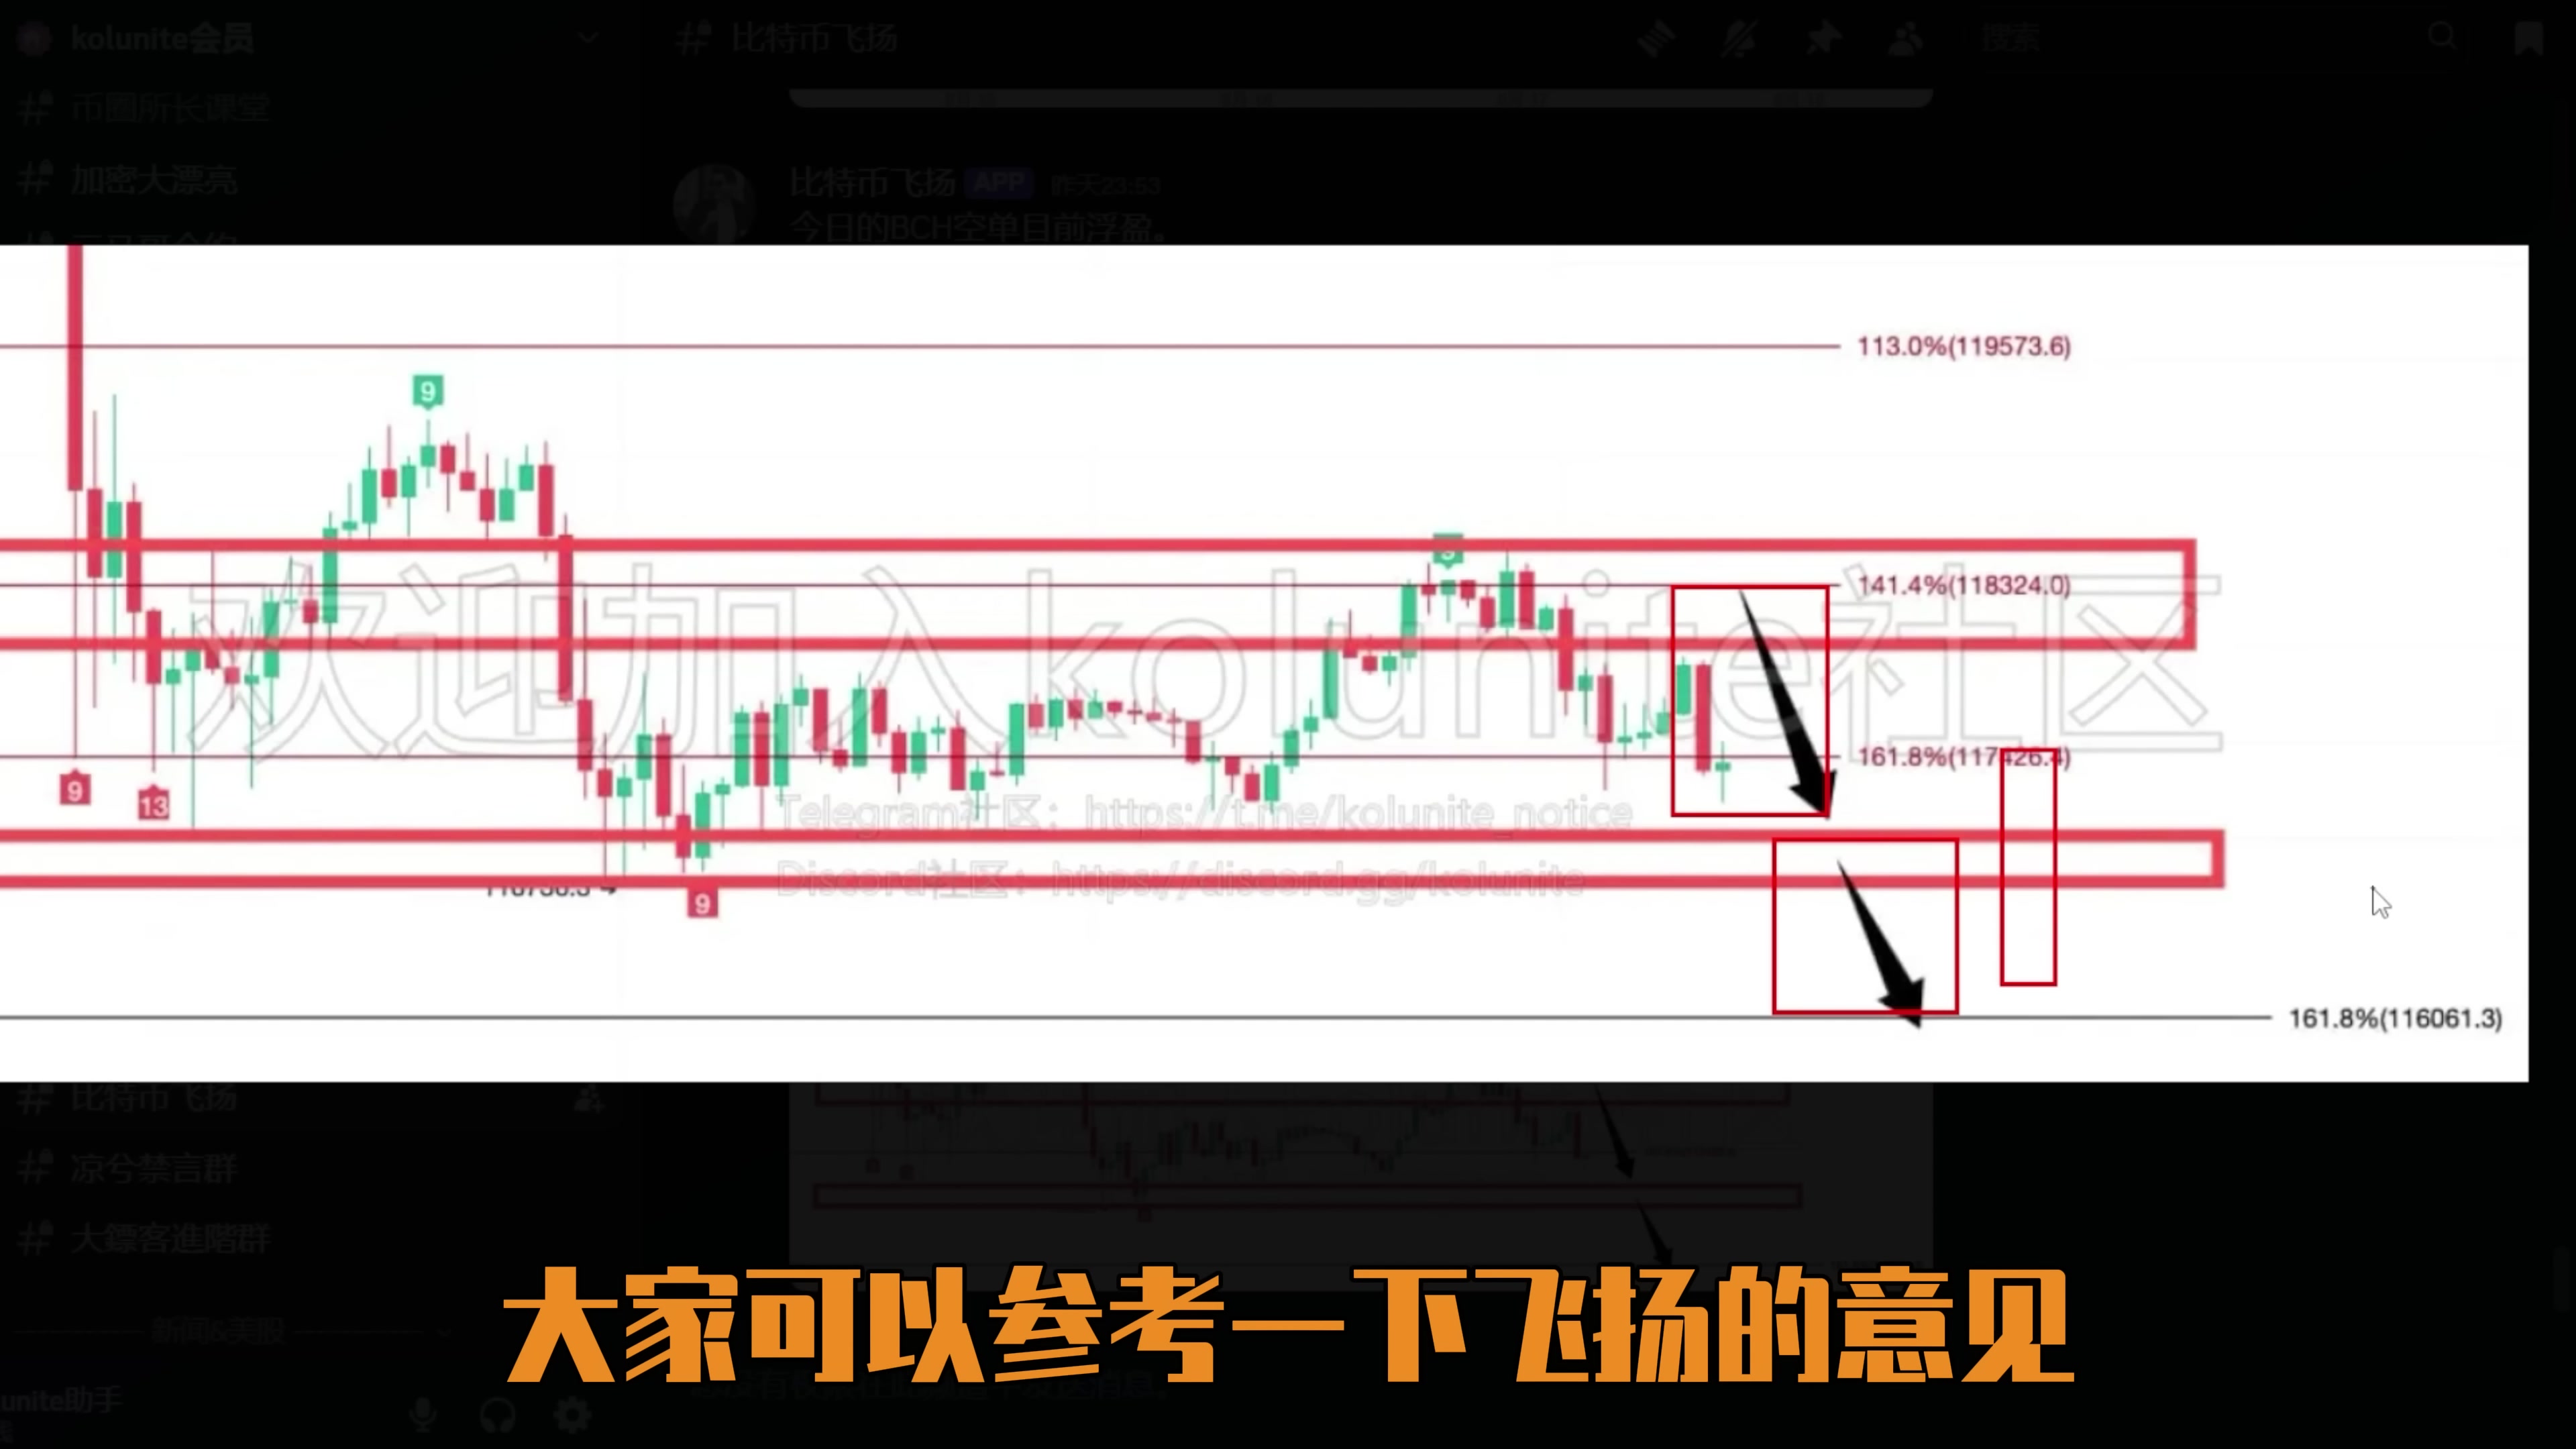 kolunite会员
比特币飞扬
搜索
币圈所长课堂
加密大漂亮
比特币飞扬 APP 昨天23:53
今日的BCH空单目前浮盈。
113.0%(119573.6)
9
9
141.4%(118324.0)
欢迎加入kolunite社区
161.8%(117426.4)
9
13
Telegram社区：https://t.me/kolunite_notice
Discord社区：https://discord.gg/kolunite
9
161.8%(116061.3)
比特币飞扬
凉兮禁言群
大鏢客進階群
新闻&美股
大家可以参考一下飞扬的意见
unite助手